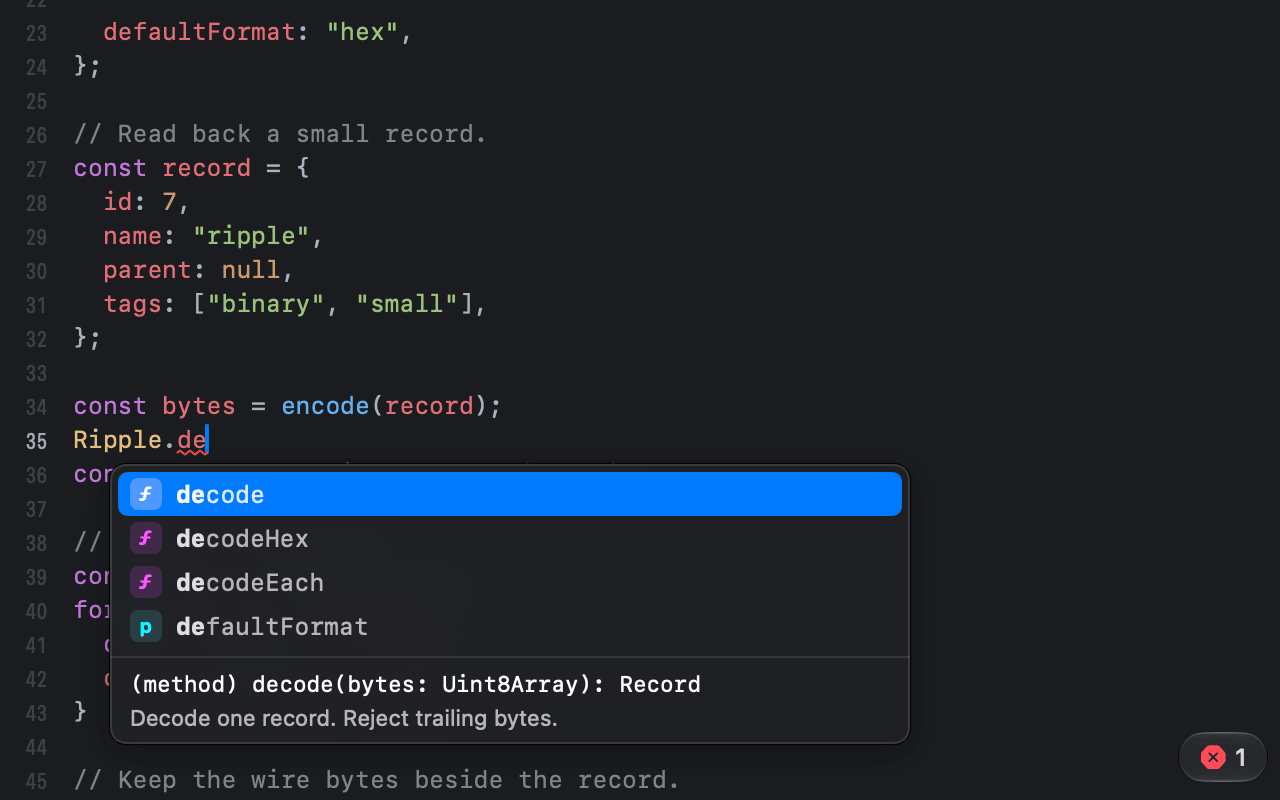 22
23 defaultFormat: "hex",
24 };
25
26 // Read back a small record.
27 const record = {
28 id: 7,
29 name: "ripple",
30 parent: null,
31 tags: ["binary", "small"],
32 };
33
34 const bytes = encode(record);
35 Ripple.de
36
f decode
37
f decodeHex
38 //
39
f decodeEach
40
p defaultFormat
41
42
(method) decode(bytes: Uint8Array): Record
43 }
Decode one record. Reject trailing bytes.
44
1
45 // Keep the wire bytes beside the record.